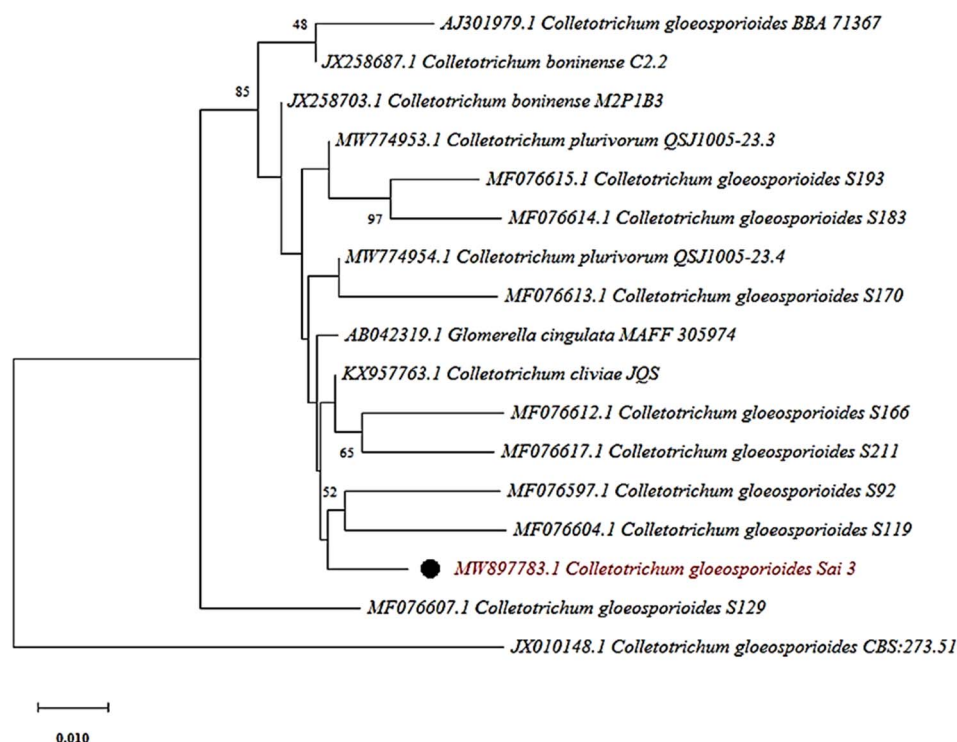 48
AJ301979.1 Colletotrichum gloeosporioides BBA 71367
JX258687.1 Colletotrichum boninense C2.2
85
JX258703.1 Colletotrichum boninense M2P1B3
MW774953.1 Colletotrichum plurivorum QSJ1005-23.3
MF076615.1 Colletotrichum gloeosporioides S193
97
MF076614.1 Colletotrichum gloeosporioides S183
MW774954.1 Colletotrichum plurivorum QSJ1005-23.4
MF076613.1 Colletotrichum gloeosporioides S170
AB042319.1 Glomerella cingulata MAFF 305974
KX957763.1 Colletotrichum cliviae JQS
MF076612.1 Colletotrichum gloeosporioides S166
65
MF076617.1 Colletotrichum gloeosporioides S211
52
MF076597.1 Colletotrichum gloeosporioides S92
MF076604.1 Colletotrichum gloeosporioides S119
MW897783.1 Colletotrichum gloeosporioides Sai 3
MF076607.1 Colletotrichum gloeosporioides S129
JX010148.1 Colletotrichum gloeosporioides CBS:273.51
0.010